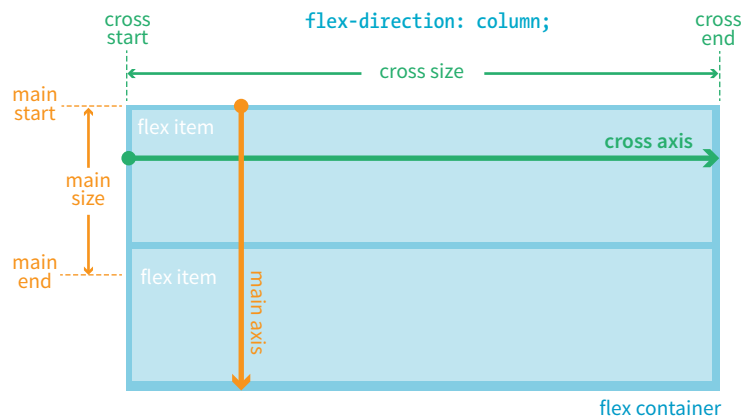 cross
start
flex-direction: column;
cross
end
cross size
main
start
flex item
cross axis
main
size
main
end
flex item
main axis
flex container